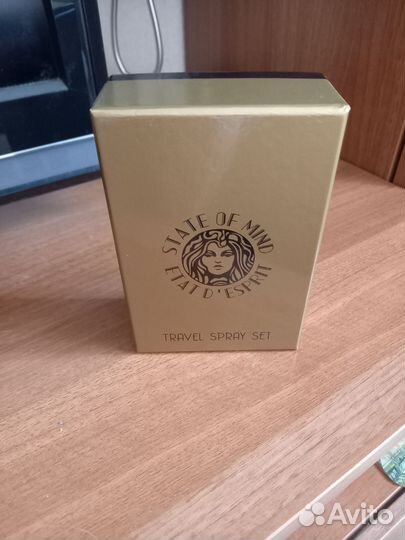 STATE OF MIND
ETAT D'ESPRIT
TRAVEL SPRAY SET
Avito